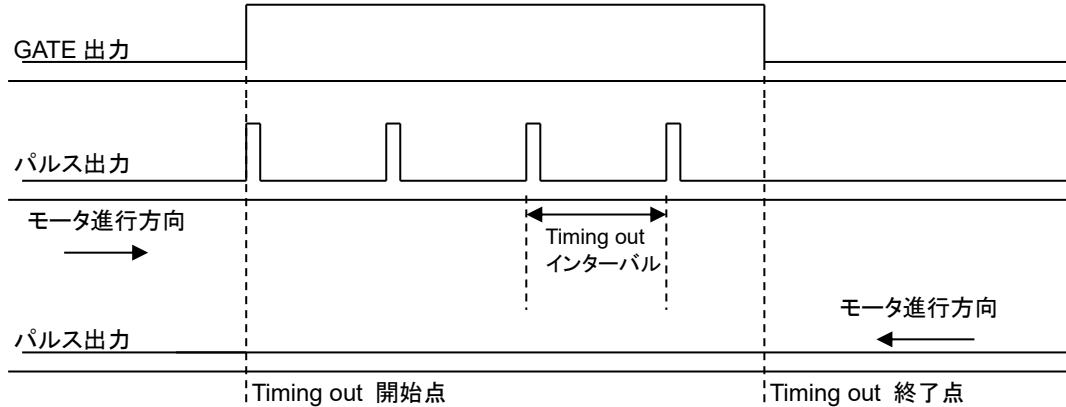 GATE 出力
パルス出力
モータ進行方向
Timing out
インターバル
モータ進行方向
パルス出力
Timing out 開始点
Timing out 終了点